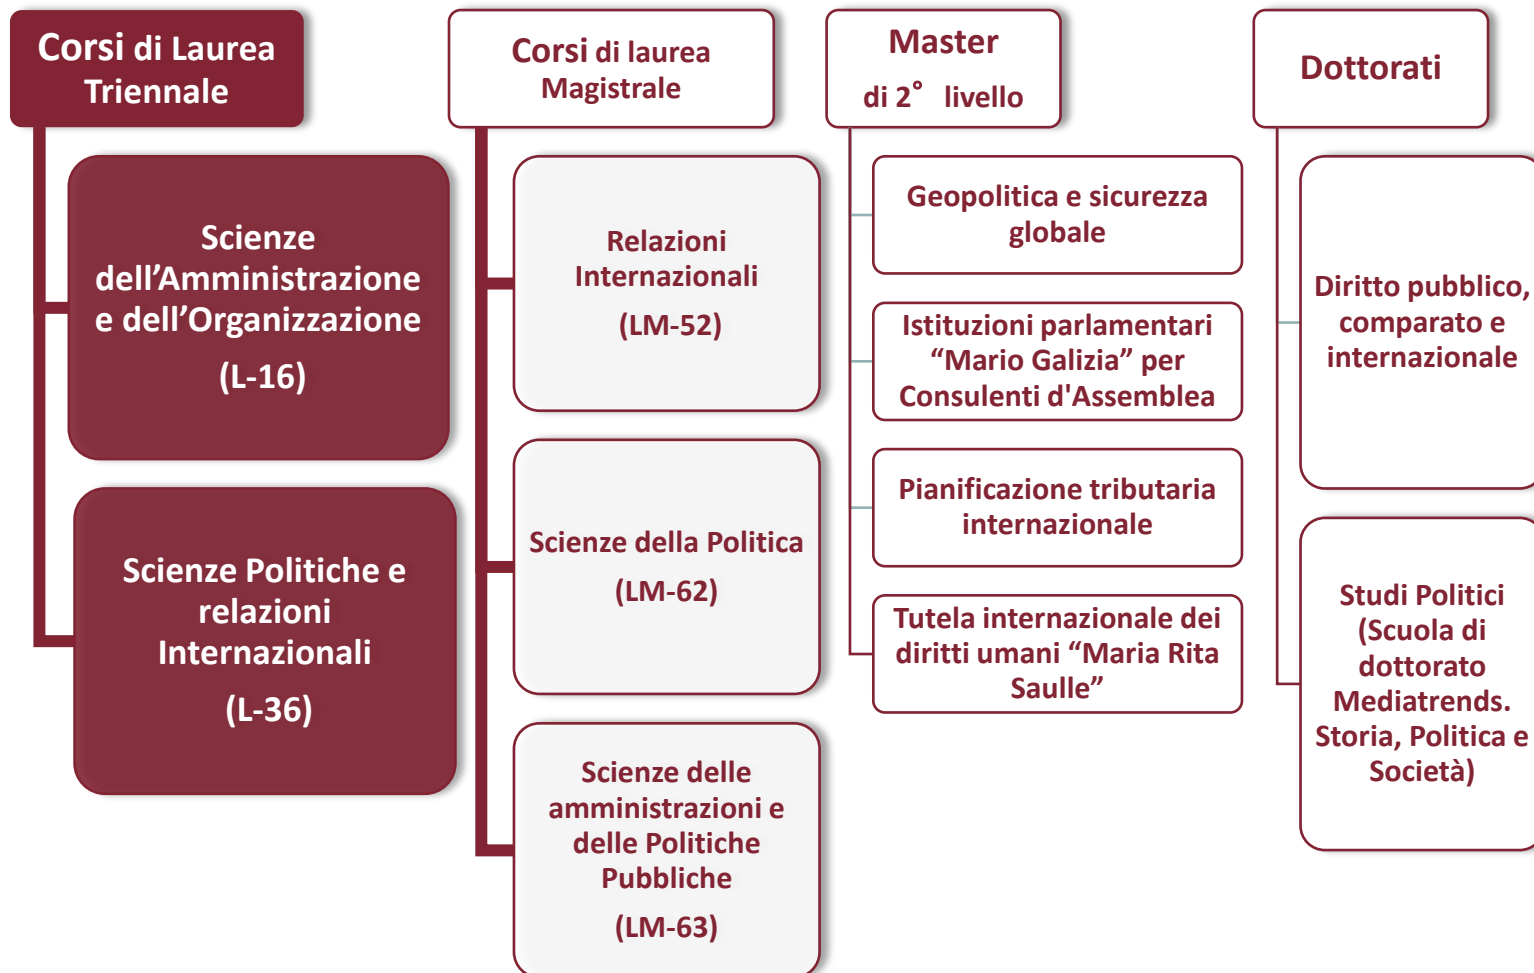 Corsi di Laurea
Triennale
Scienze
dell’Amministrazione
e dell’Organizzazione
(L-16)
Scienze Politiche e
relazioni
Internazionali
(L-36)
Corsi di laurea
Magistrale
Relazioni
Internazionali
(LM-52)
Scienze della Politica
(LM-62)
Scienze delle
amministrazioni e
delle Politiche
Pubbliche
(LM-63)
Master
di 2° livello
Geopolitica e sicurezza
globale
Istituzioni parlamentari
“Mario Galizia” per
Consulenti d'Assemblea
Pianificazione tributaria
internazionale
Tutela internazionale dei
diritti umani “Maria Rita
Saulle”
Dottorati
Diritto pubblico,
comparato e
internazionale
Studi Politici
(Scuola di
dottorato
Mediatrends.
Storia, Politica e
Società)